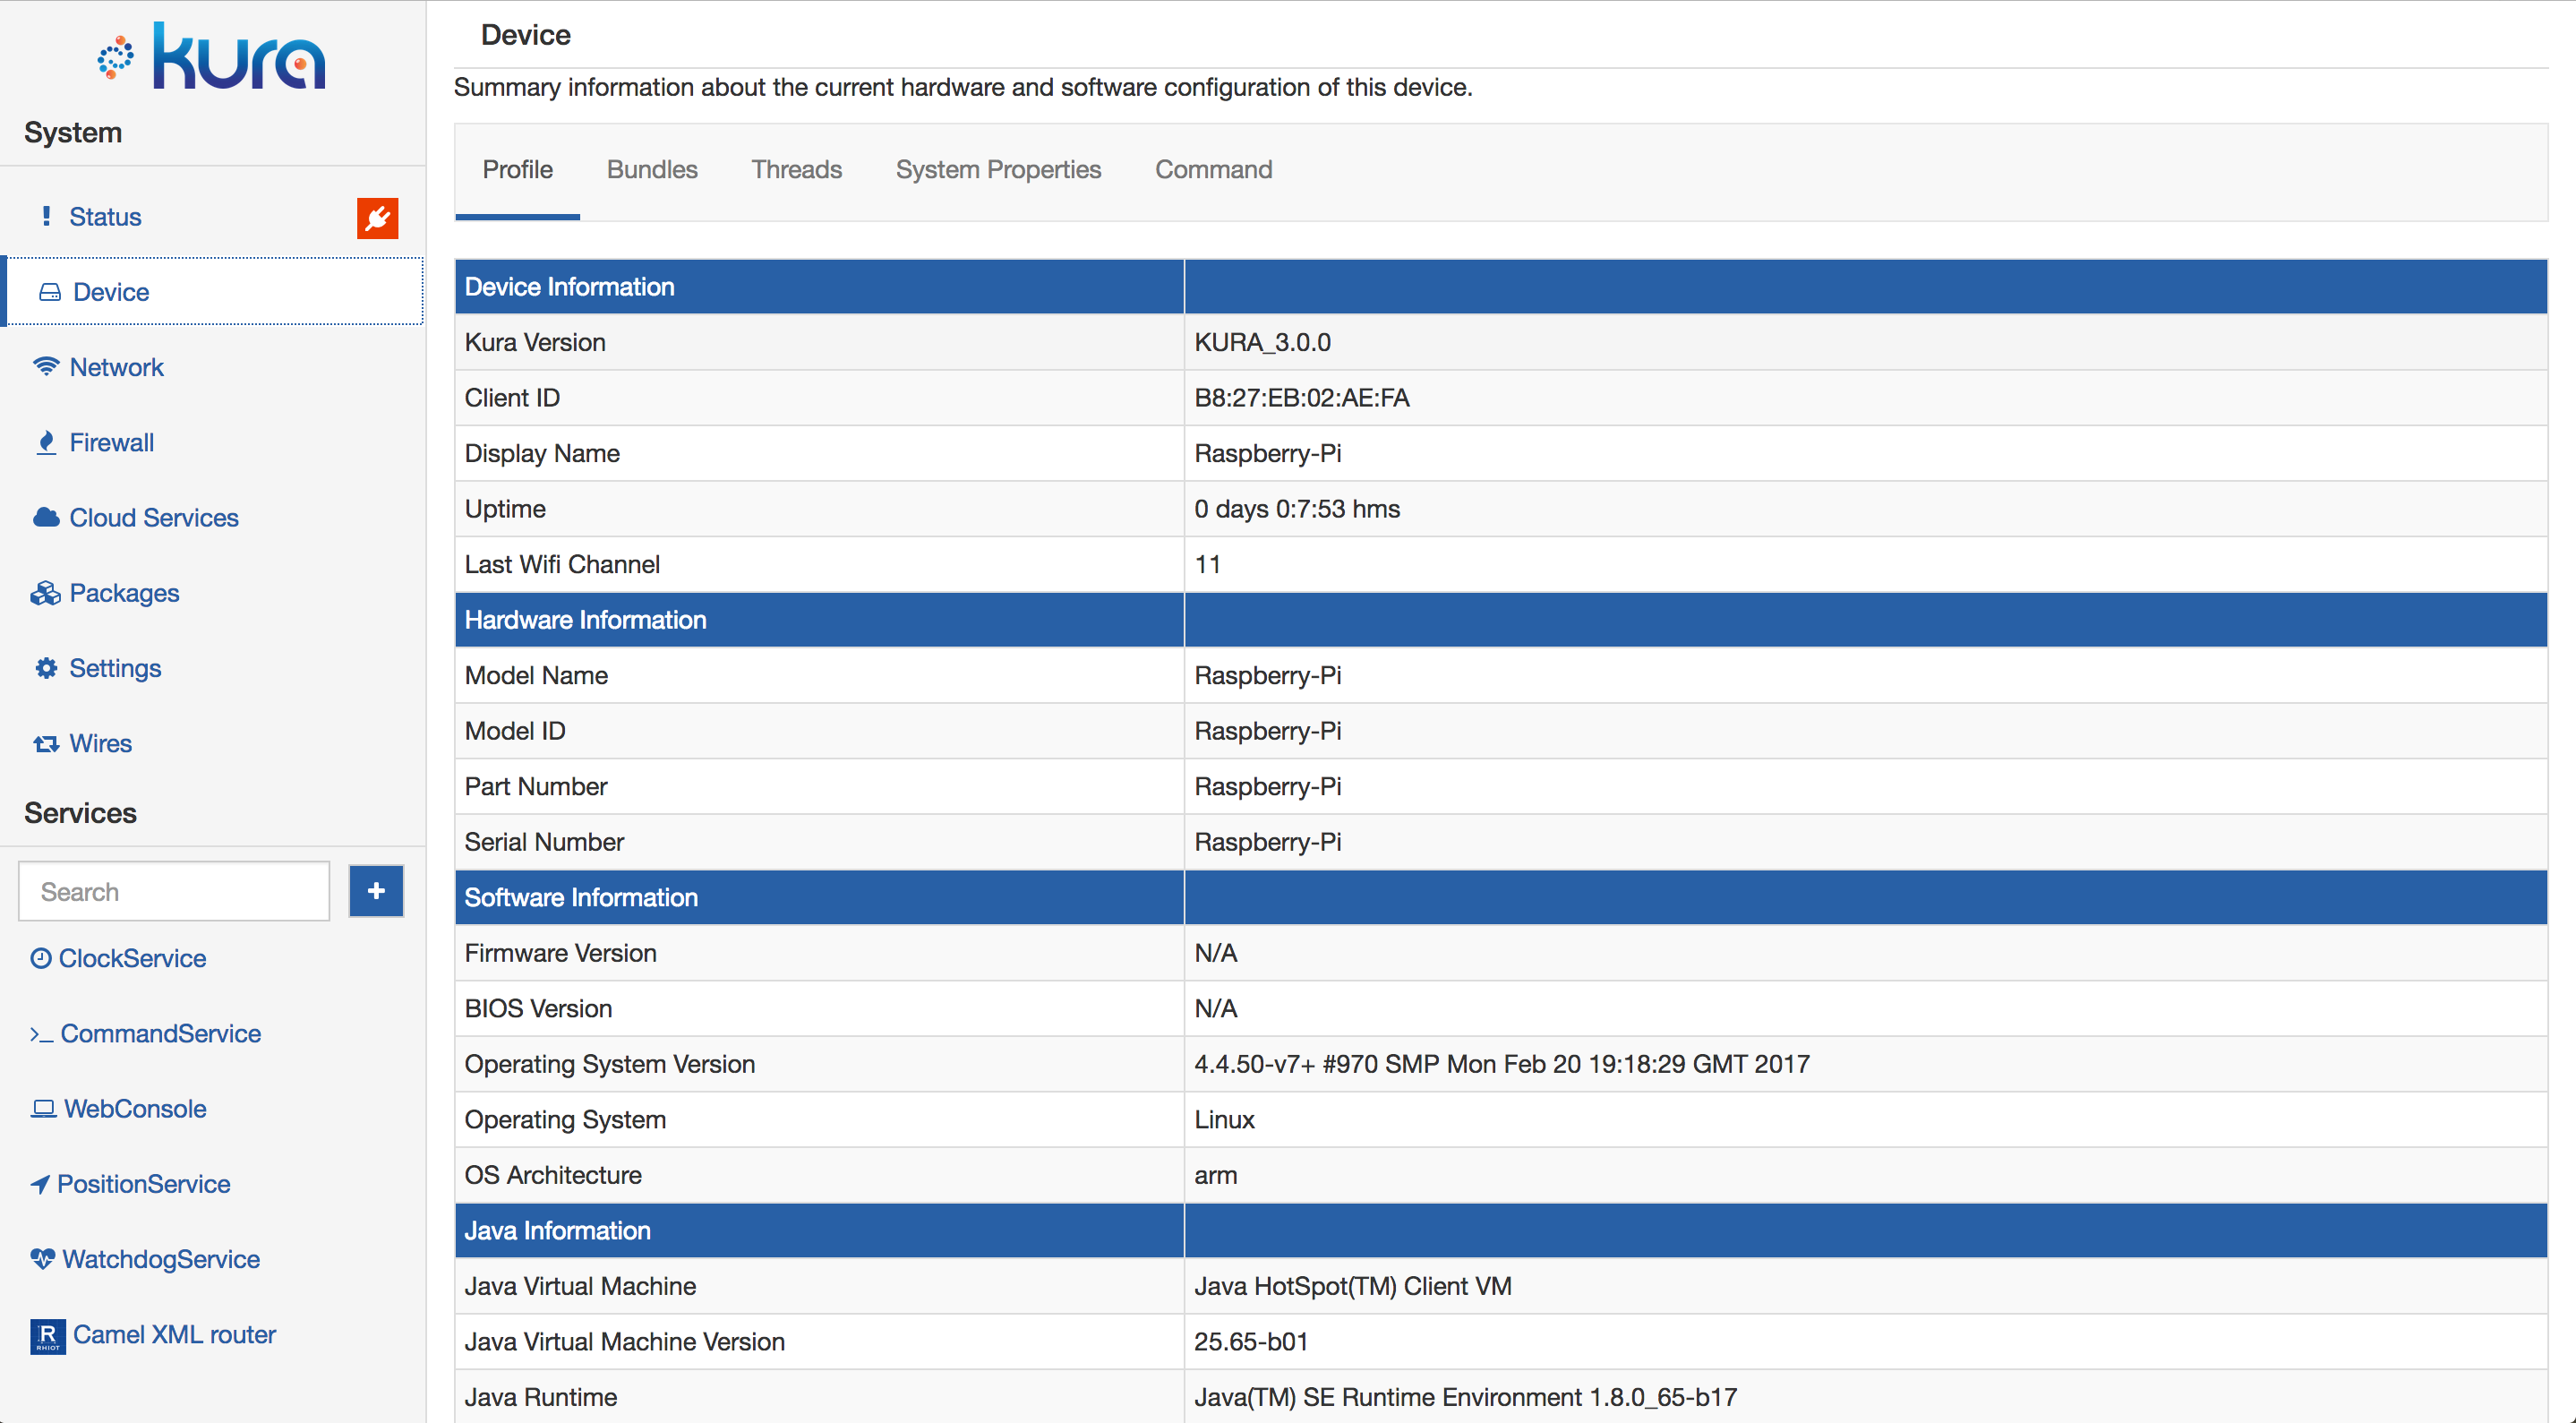 kura
System
Status
Device
Network
Firewall
Cloud Services
Packages
Settings
Wires
Services
Search
+
ClockService
CommandService
WebConsole
PositionService
WatchdogService
R RHIOT Camel XML router
Device
Summary information about the current hardware and software configuration of this device.
Profile Bundles Threads System Properties Command
Device Information
Kura Version KURA_3.0.0
Client ID B8:27:EB:02:AE:FA
Display Name Raspberry-Pi
Uptime 0 days 0:7:53 hms
Last Wifi Channel 11
Hardware Information
Model Name Raspberry-Pi
Model ID Raspberry-Pi
Part Number Raspberry-Pi
Serial Number Raspberry-Pi
Software Information
Firmware Version N/A
BIOS Version N/A
Operating System Version 4.4.50-v7+ #970 SMP Mon Feb 20 19:18:29 GMT 2017
Operating System Linux
OS Architecture arm
Java Information
Java Virtual Machine Java HotSpot(TM) Client VM
Java Virtual Machine Version 25.65-b01
Java Runtime Java(TM) SE Runtime Environment 1.8.0_65-b17